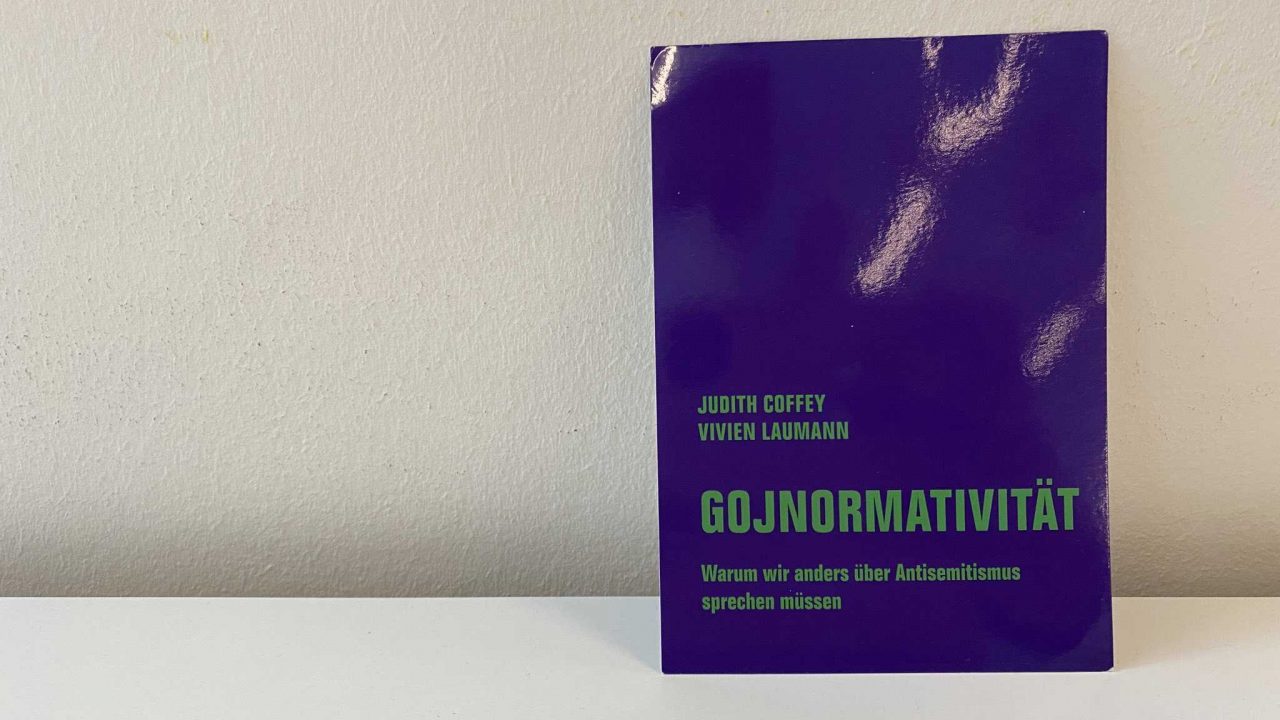 JUDITH COFFEY
VIVIEN LAUMANN
GOJNORMATIVITÄT
Warum wir anders über Antisemitismus
sprechen müssen